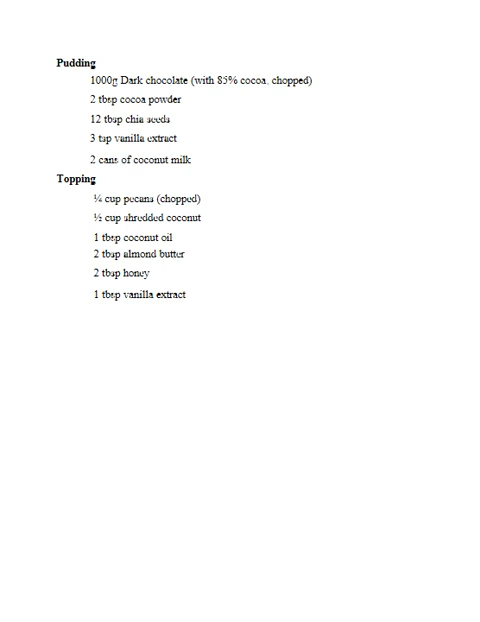 Pudding
1000g Dark chocolate (with 85% cocoa, chopped)
2 tbsp cocoa powder
12 tbsp chia seeds
3 tsp vanilla extract
2 cans of coconut milk
Topping
¼ cup pecans (chopped)
½ cup shredded coconut
1 tbsp coconut oil
2 tbsp almond butter
2 tbsp honey
1 tbsp vanilla extract